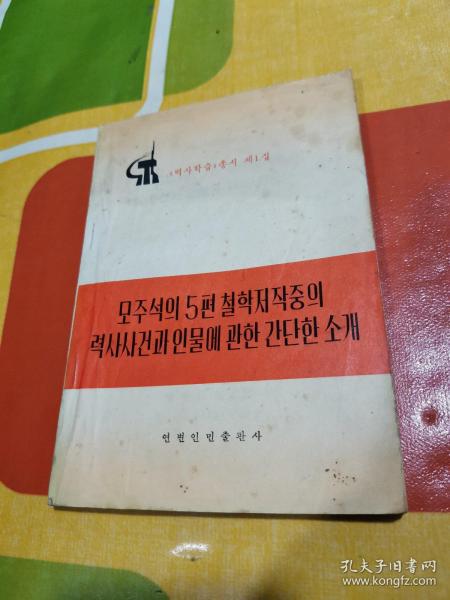 《력사학습》총서 제1집
모주석의 5편 철학저작중의
력사사건과 인물에 관한 간단한 소개
연변인민출판사
孔夫子旧书网
www.kongfz.com